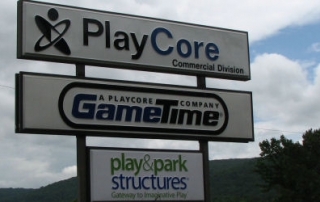 PlayCore
Commercial Division
A PLAYCORE COMPANY
GameTime®
play&park
structures
Gateway to Imaginative Play